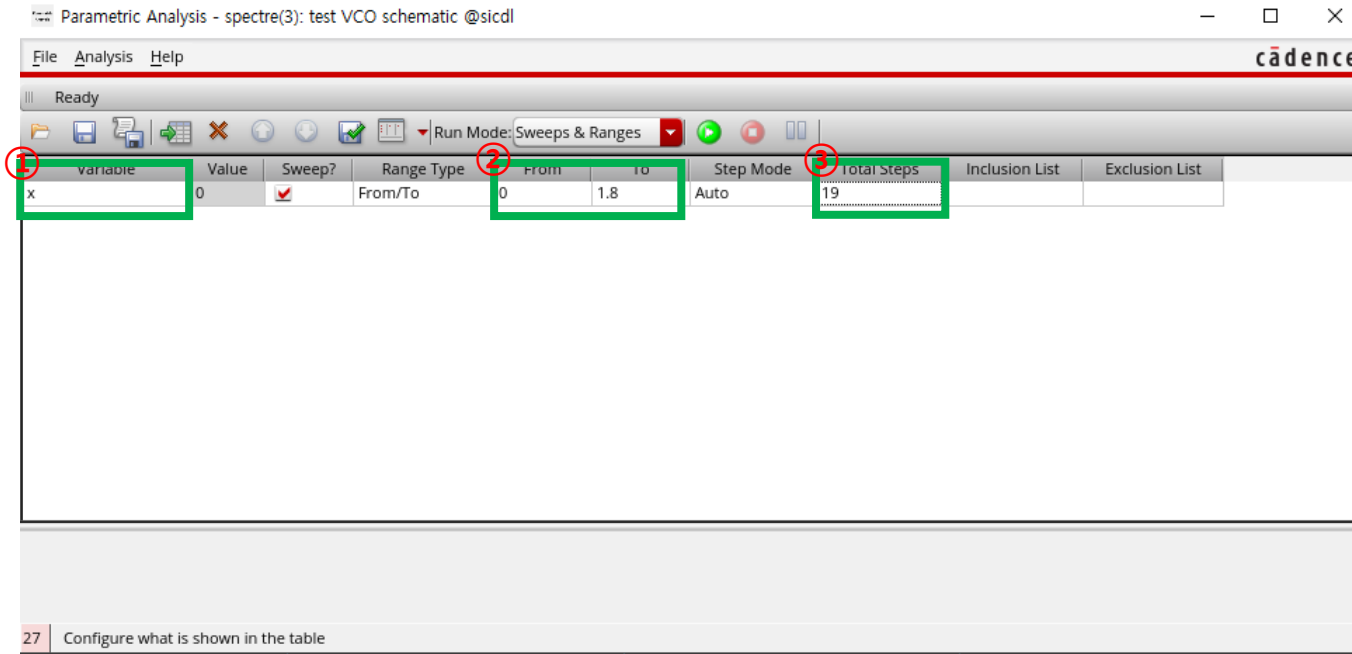 Parametric Analysis - spectre(3): test VCO schematic @sicdl
File Analysis Help
cādence
Ready
Run Mode: Sweeps & Ranges
① ② ③
Variable Value Sweep? Range Type From To Step Mode Total Steps Inclusion List Exclusion List
x 0 From/To 0 1.8 Auto 19
27 Configure what is shown in the table